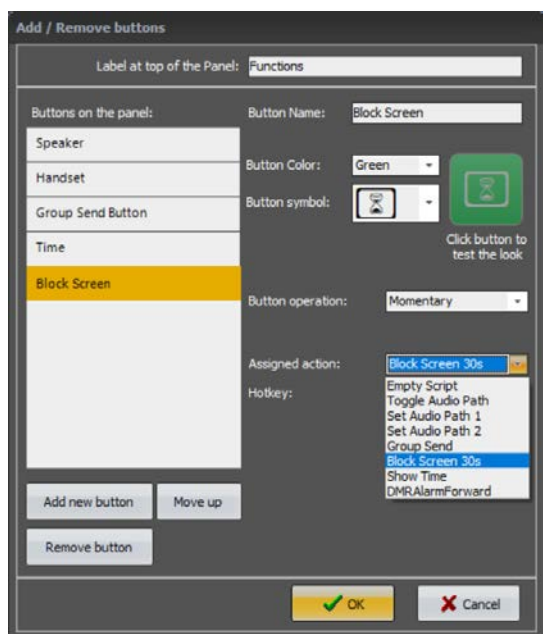 Add / Remove buttons
Label at top of the Panel: Functions
Buttons on the panel:
Speaker
Handset
Group Send Button
Time
Block Screen
Add new button
Move up
Remove button
Button Name: Block Screen
Button Color: Green
Button symbol:
Click button to
test the look
Button operation: Momentary
Assigned action: Block Screen 30s
Hotkey:
Empty Script
Toggle Audio Path
Set Audio Path 1
Set Audio Path 2
Group Send
Block Screen 30s
Show Time
DMRAlarmForward
OK
Cancel